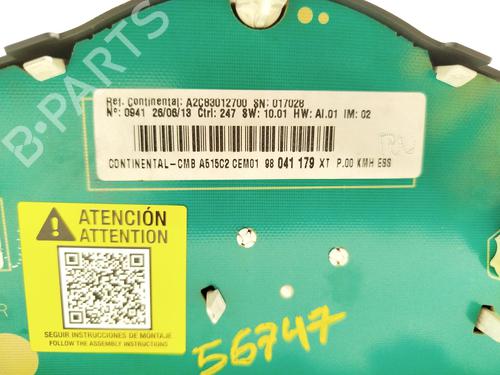 B-PARTS
Ref. Continental: A2C83012700 SN: 017028
Nº: 0941 26/06/13 Ctrl: 247 SW: 10.01 HW: AI.01 IM: 02
CONTINENTAL-CMB A515C2 CEM01 98 041 179 XT P.00 KMH ESS
ATENCIÓN
ATTENTION
SEGUIR INSTRUCCIONES DE MONTAJE
FOLLOW THE ASSEMBLY INSTRUCTIONS
R
56747